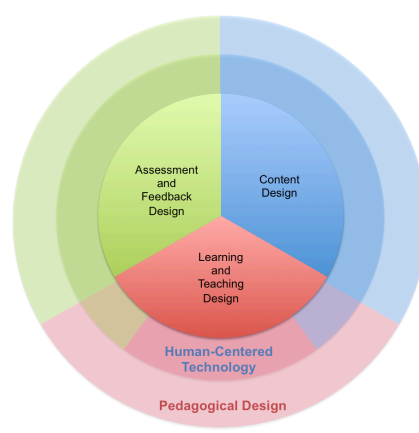 Assessment
and
Feedback
Design
Content
Design
Learning
and
Teaching
Design
Human-Centered
Technology
Pedagogical Design